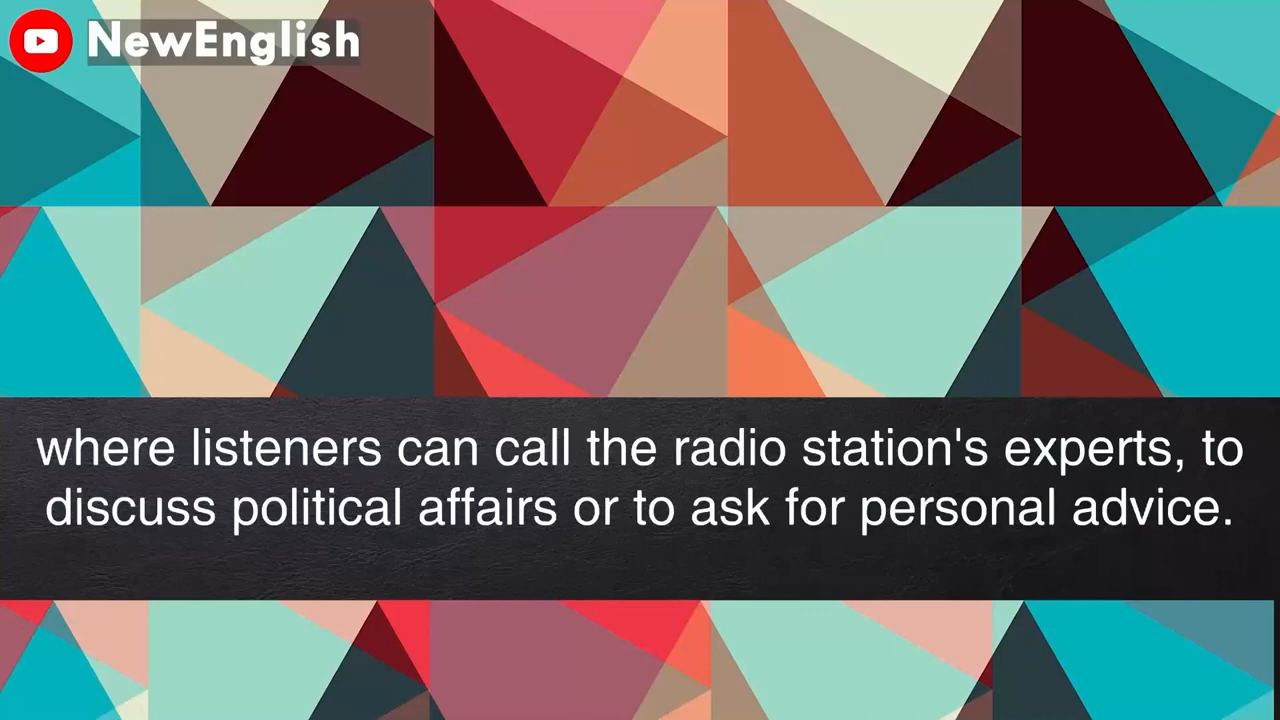 NewEnglish
where listeners can call the radio station's experts, to
discuss political affairs or to ask for personal advice.